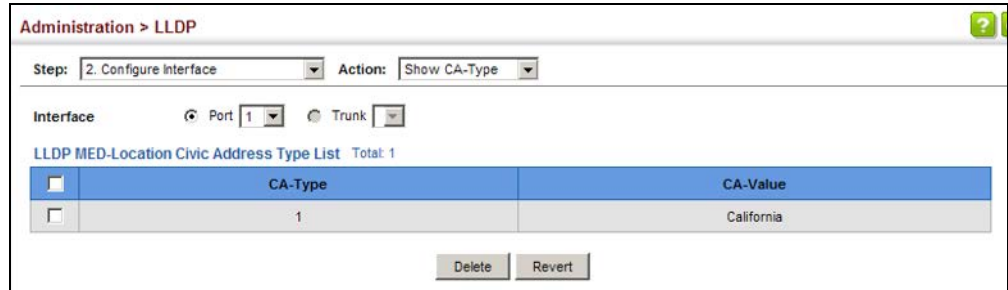 Administration > LLDP
?
Step: 2. Configure Interface Action: Show CA-Type
Interface Port 1 Trunk
LLDP MED-Location Civic Address Type List Total: 1
CA-Type CA-Value
1 California
Delete Revert